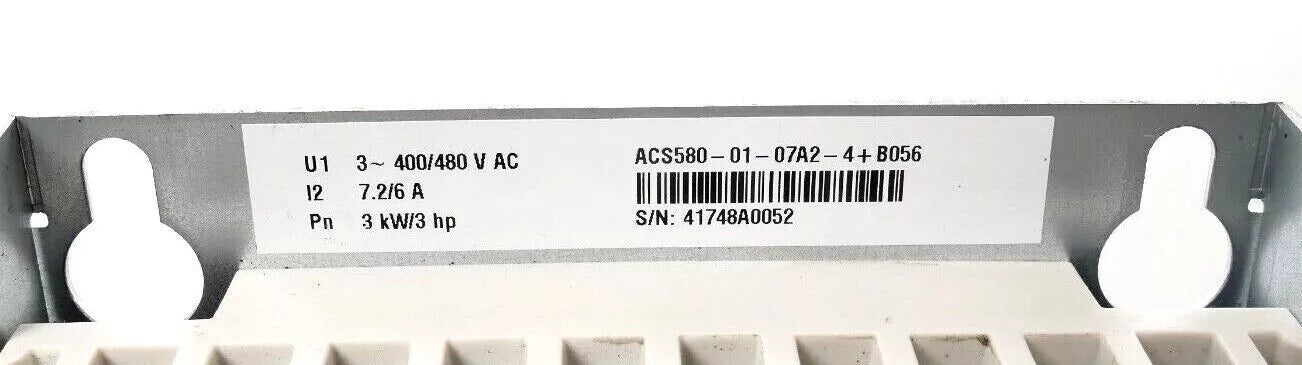 U1 3~ 400/480 V AC
I2 7.2/6 A
Pn 3 kW/3 hp
ACS580-01-07A2-4+B056
S/N: 41748A0052